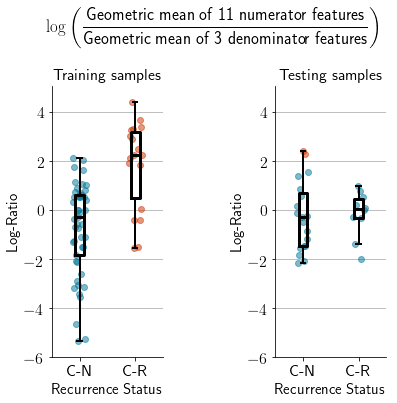 log ( Geometric mean of 11 numerator features
Geometric mean of 3 denominator features )
Training samples
Testing samples
4
2
0
−2
−4
−6
Log-Ratio
C-N
C-R
Recurrence Status
4
2
0
−2
−4
−6
Log-Ratio
C-N
C-R
Recurrence Status